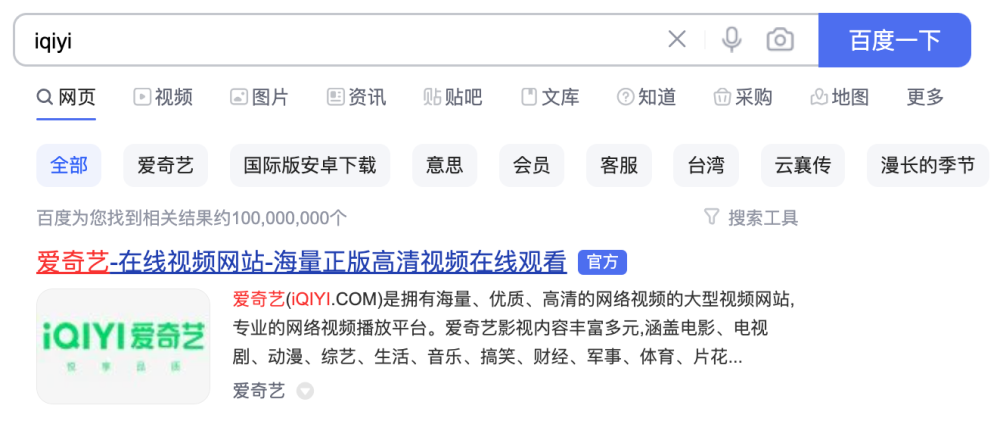 iqiyi
百度一下
网页 视频 图片 资讯 贴吧 文库 知道 采购 地图 更多
全部 爱奇艺 国际版安卓下载 意思 会员 客服 台湾 云襄传 漫长的季节
百度为您找到相关结果约100,000,000个 搜索工具
爱奇艺-在线视频网站-海量正版高清视频在线观看 官方
iQIYI 爱奇艺
悦享品质
爱奇艺(iQIYI.COM)是拥有海量、优质、高清的网络视频的大型视频网站,
专业的网络视频播放平台。爱奇艺影视内容丰富多元,涵盖电影、电视
剧、动漫、综艺、生活、音乐、搞笑、财经、军事、体育、片花...
爱奇艺